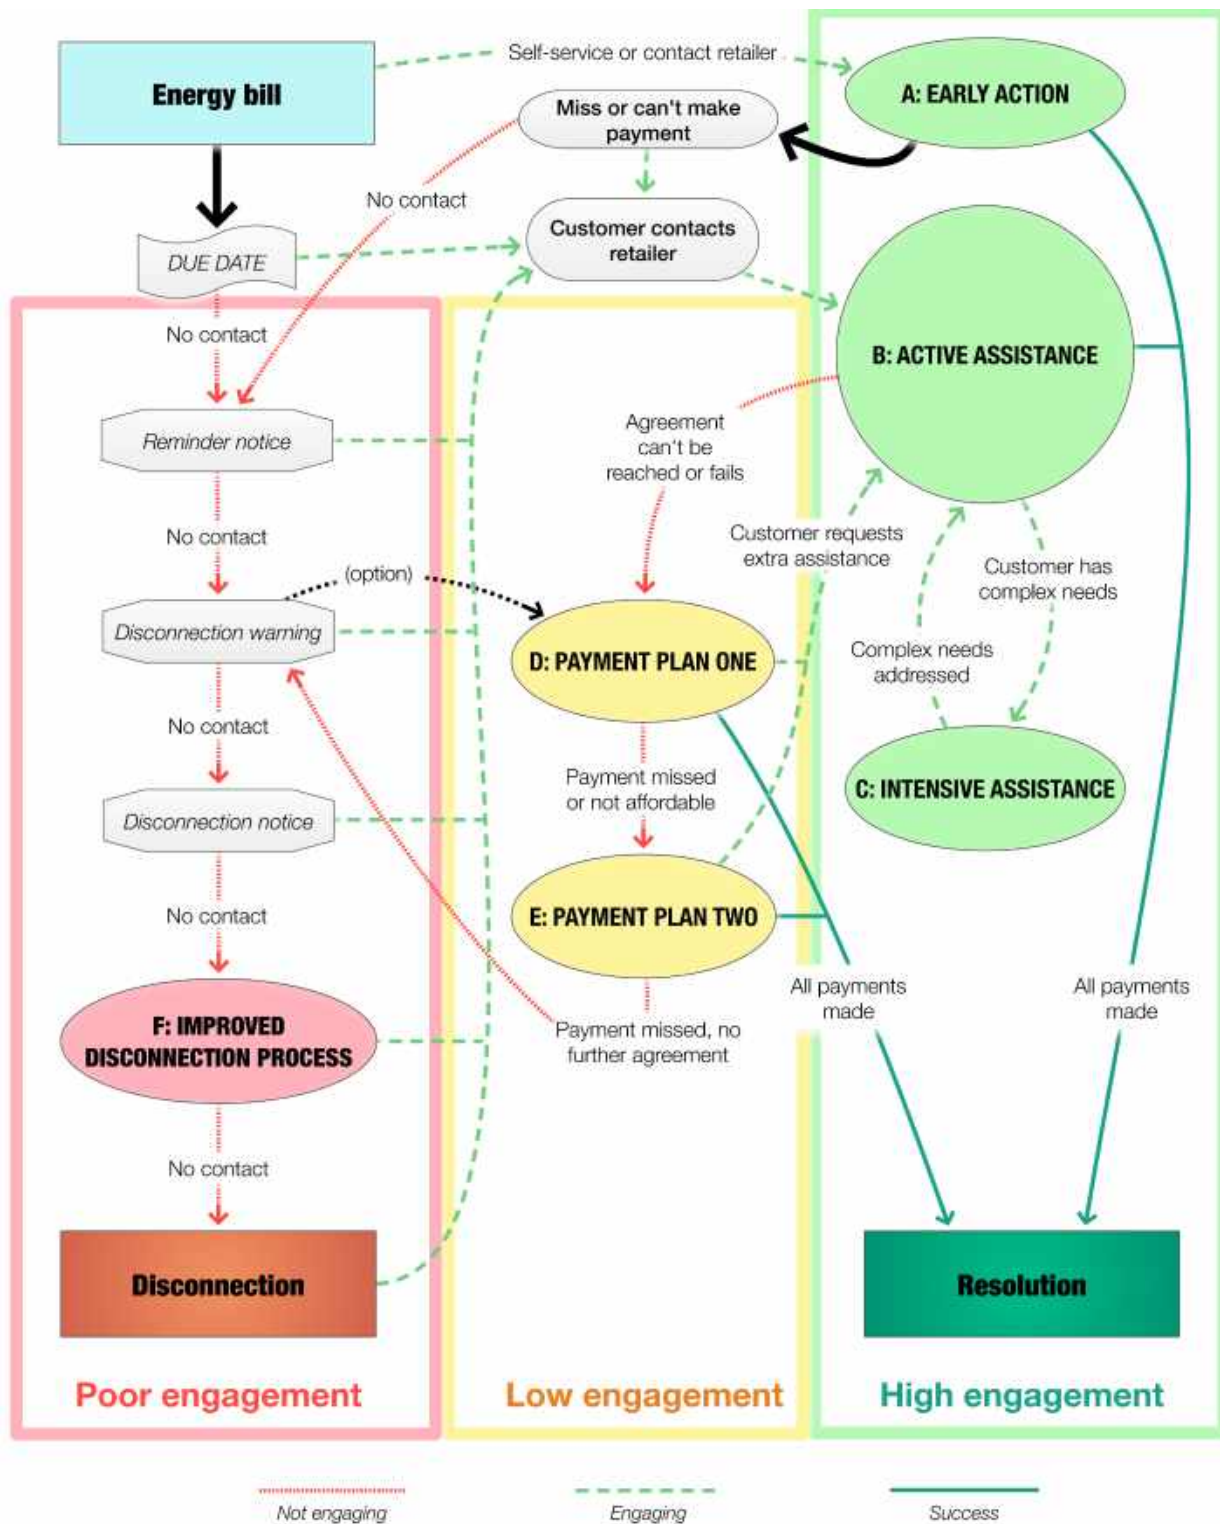 Energy bill
Self-service or contact retailer
A: EARLY ACTION
Miss or can't make
payment
No contact
Customer contacts
retailer
DUE DATE
No contact
B: ACTIVE ASSISTANCE
Reminder notice
Agreement
can't be
reached or fails
No contact
Customer requests
extra assistance
(option)
Customer has
complex needs
Disconnection warning
D: PAYMENT PLAN ONE
Complex needs
addressed
No contact
Payment missed
or not affordable
C: INTENSIVE ASSISTANCE
Disconnection notice
No contact
E: PAYMENT PLAN TWO
All payments
made
All payments
made
F: IMPROVED
DISCONNECTION PROCESS
Payment missed, no
further agreement
No contact
Disconnection
Resolution
Poor engagement
Low engagement
High engagement
Not engaging
Engaging
Success